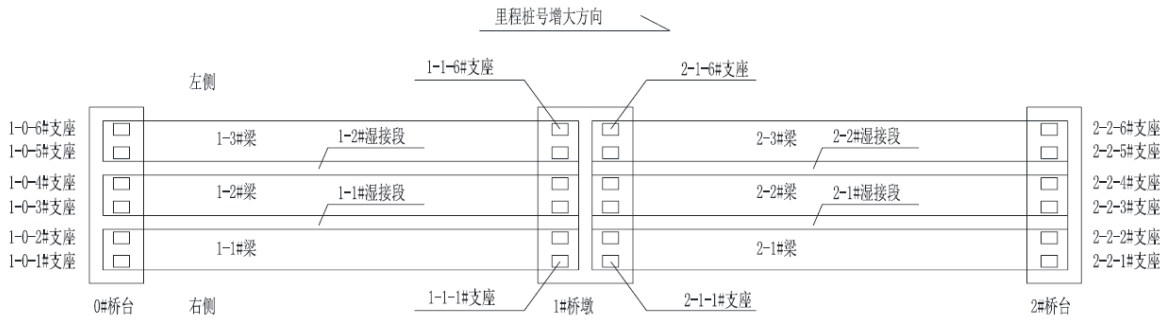 里程桩号增大方向
左侧
1-1-6#支座
2-1-6#支座
1-0-6#支座
1-0-5#支座
1-0-4#支座
1-0-3#支座
1-0-2#支座
1-0-1#支座
1-3#梁
1-2#湿接段
1-2#梁
1-1#湿接段
1-1#梁
2-3#梁
2-2#湿接段
2-2#梁
2-1#湿接段
2-1#梁
2-2-6#支座
2-2-5#支座
2-2-4#支座
2-2-3#支座
2-2-2#支座
2-2-1#支座
0#桥台
右侧
1-1-1#支座
1#桥墩
2-1-1#支座
2#桥台